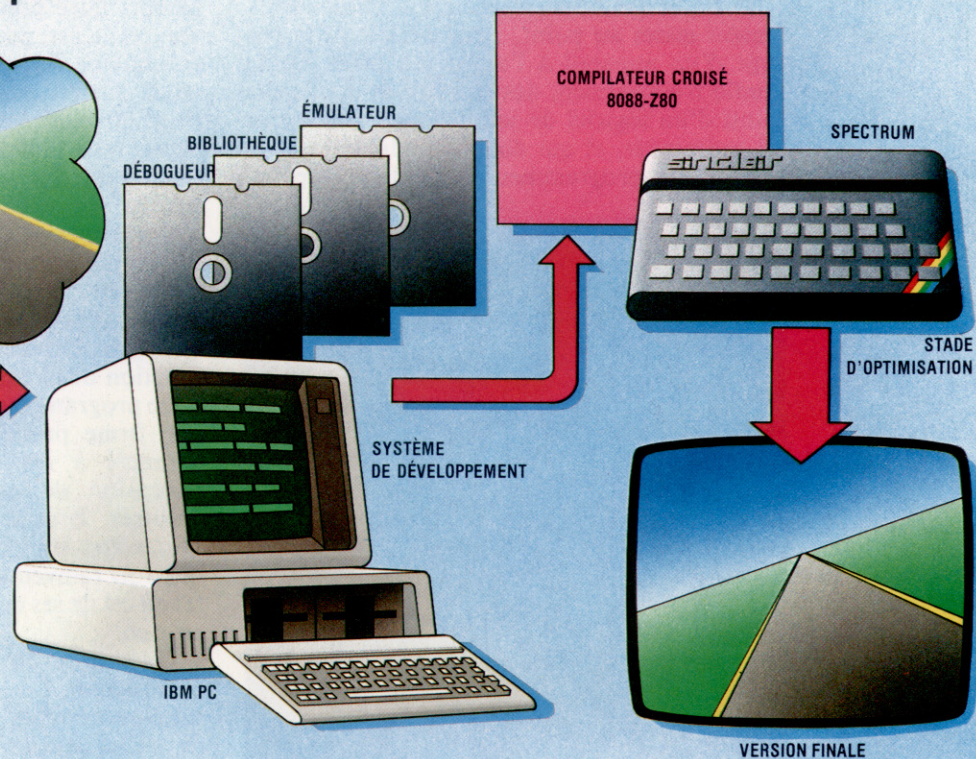 COMPILATEUR CROISÉ
8088-Z80
ÉMULATEUR
BIBLIOTHÈQUE
DÉBOGUEUR
SPECTRUM
sinclair
STADE
D'OPTIMISATION
SYSTÈME
DE DÉVELOPPEMENT
IBM PC
VERSION FINALE